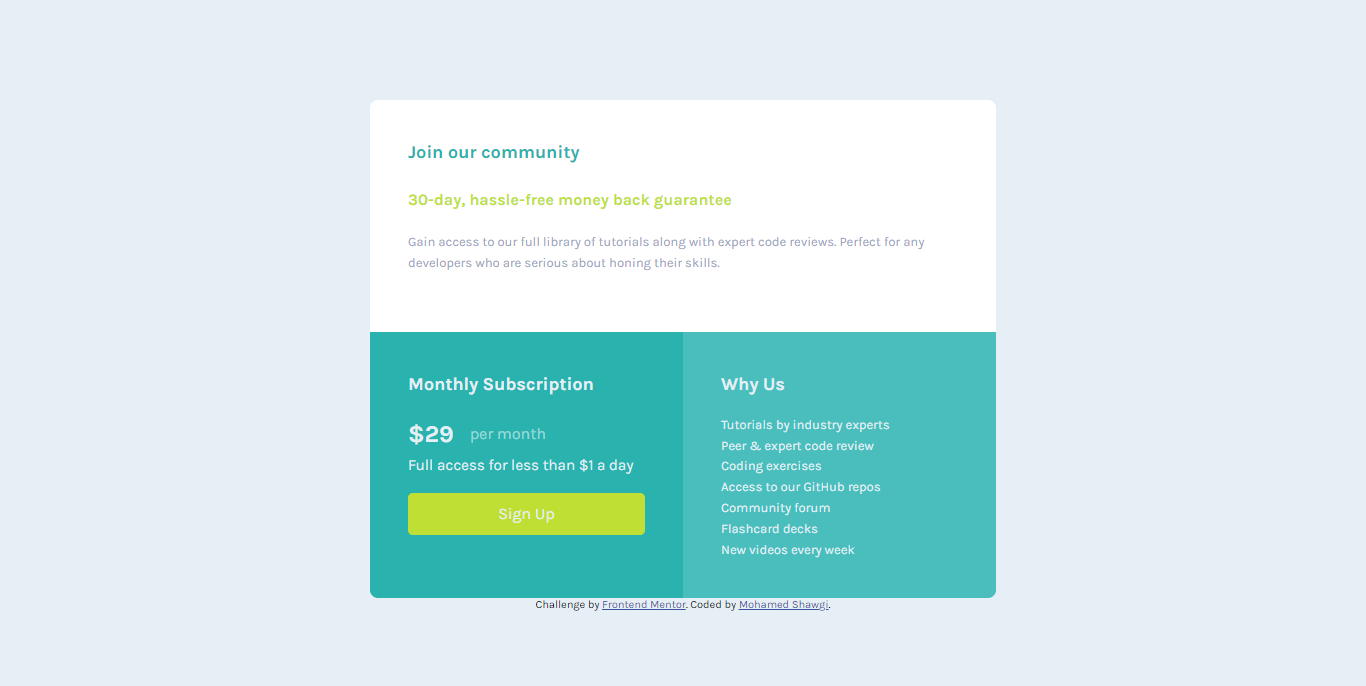 Join our community
30-day, hassle-free money back guarantee
Gain access to our full library of tutorials along with expert code reviews. Perfect for any
developers who are serious about honing their skills.
Monthly Subscription
$29 per month
Full access for less than $1 a day
Sign Up
Why Us
Tutorials by industry experts
Peer & expert code review
Coding exercises
Access to our GitHub repos
Community forum
Flashcard decks
New videos every week
Challenge by Frontend Mentor. Coded by Mohamed Shawgi.